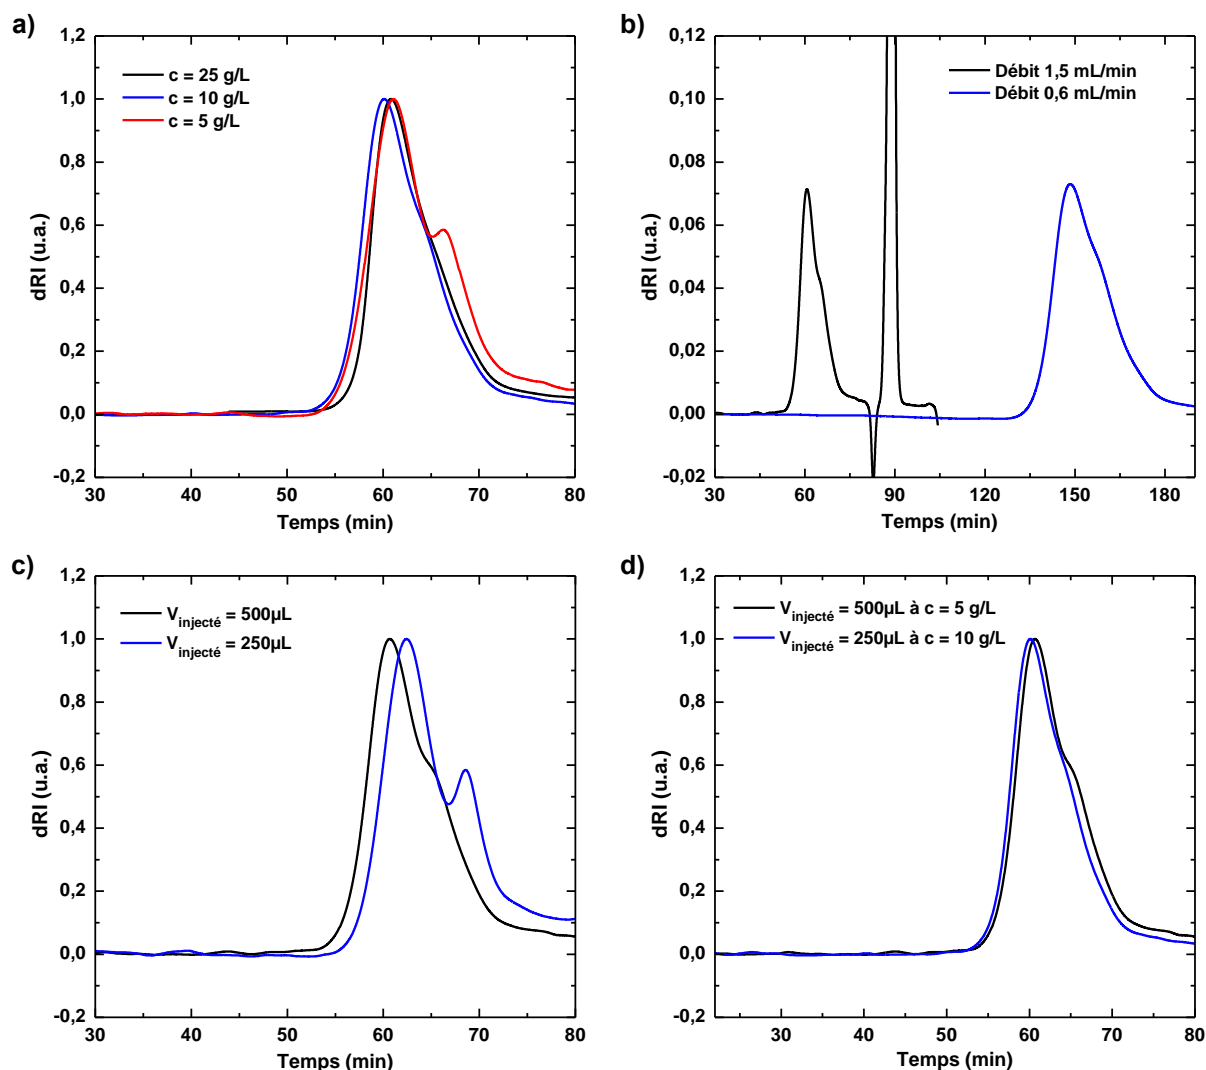 a)
1,2
1,0
0,8
0,6
0,4
0,2
0,0
-0,2
dRI (u.a.)
c = 25 g/L
c = 10 g/L
c = 5 g/L
30 40 50 60 70 80
Temps (min)
b)
0,12
0,10
0,08
0,06
0,04
0,02
0,00
-0,02
dRI (u.a.)
Débit 1,5 mL/min
Débit 0,6 mL/min
30 60 90 120 150 180
Temps (min)
c)
1,2
1,0
0,8
0,6
0,4
0,2
0,0
-0,2
dRI (u.a.)
Vinjecté = 500µL
Vinjecté = 250µL
30 40 50 60 70 80
Temps (min)
d)
1,2
1,0
0,8
0,6
0,4
0,2
0,0
-0,2
dRI (u.a.)
Vinjecté = 500µL à c = 5 g/L
Vinjecté = 250µL à c = 10 g/L
30 40 50 60 70 80
Temps (min)